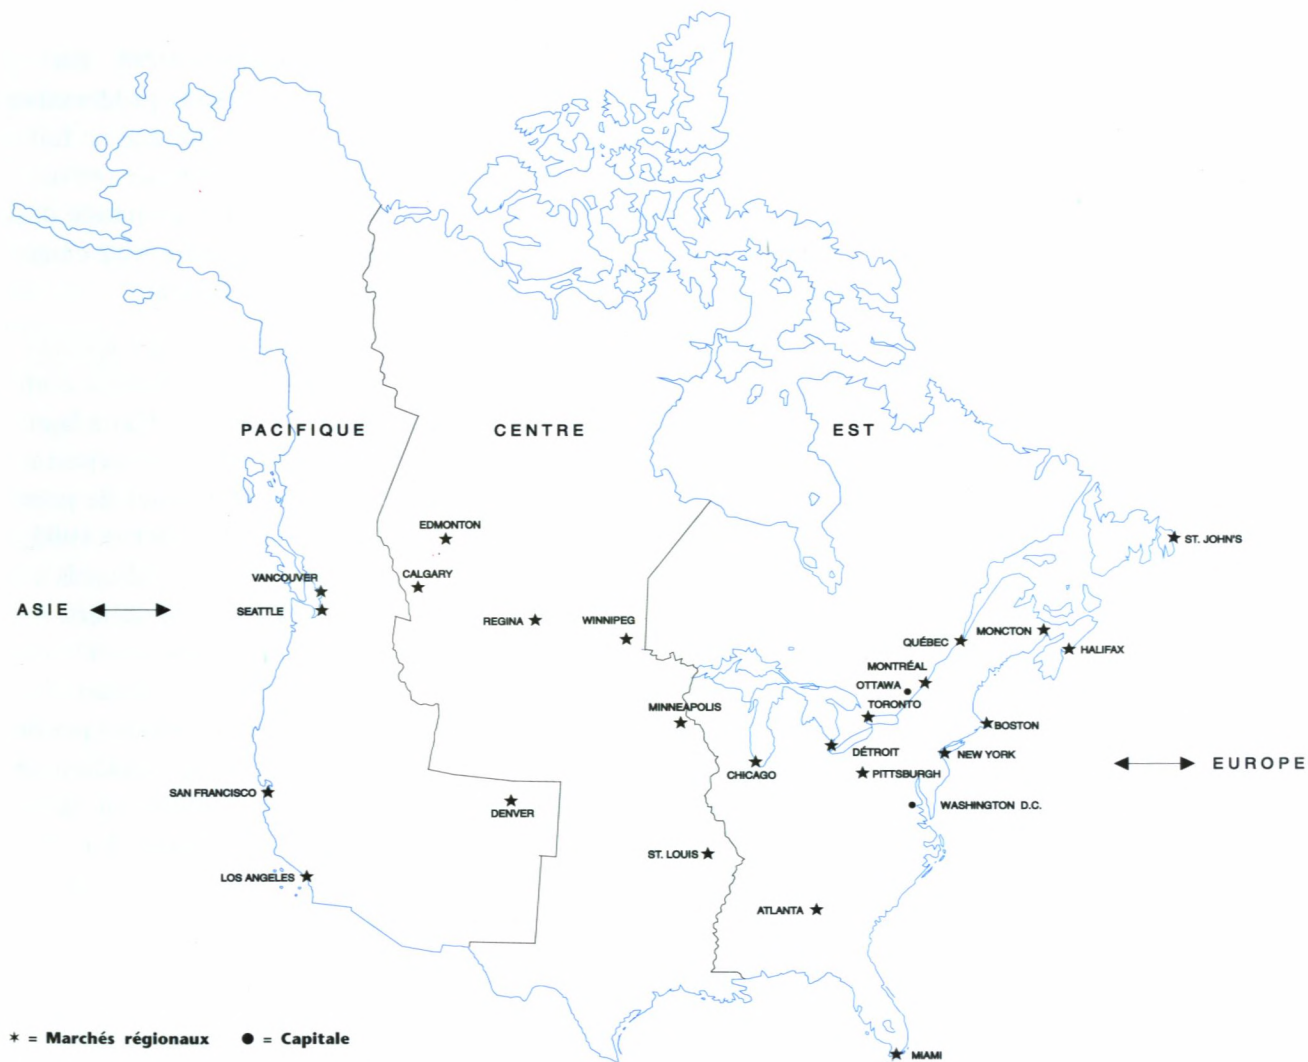 PACIFIQUE CENTRE EST
EDMONTON
ST. JOHN'S
CALGARY
VANCOUVER
ASIE
SEATTLE
REGINA
WINNIPEG
MONCTON
QUÉBEC
HALIFAX
MONTRÉAL
OTTAWA
TORONTO
MINNEAPOLIS
BOSTON
DÉTROIT
NEW YORK
EUROPE
CHICAGO
PITTSBURGH
SAN FRANCISCO
WASHINGTON D.C.
DENVER
ST. LOUIS
LOS ANGELES
ATLANTA
✶ = Marchés régionaux ● = Capitale
MIAMI